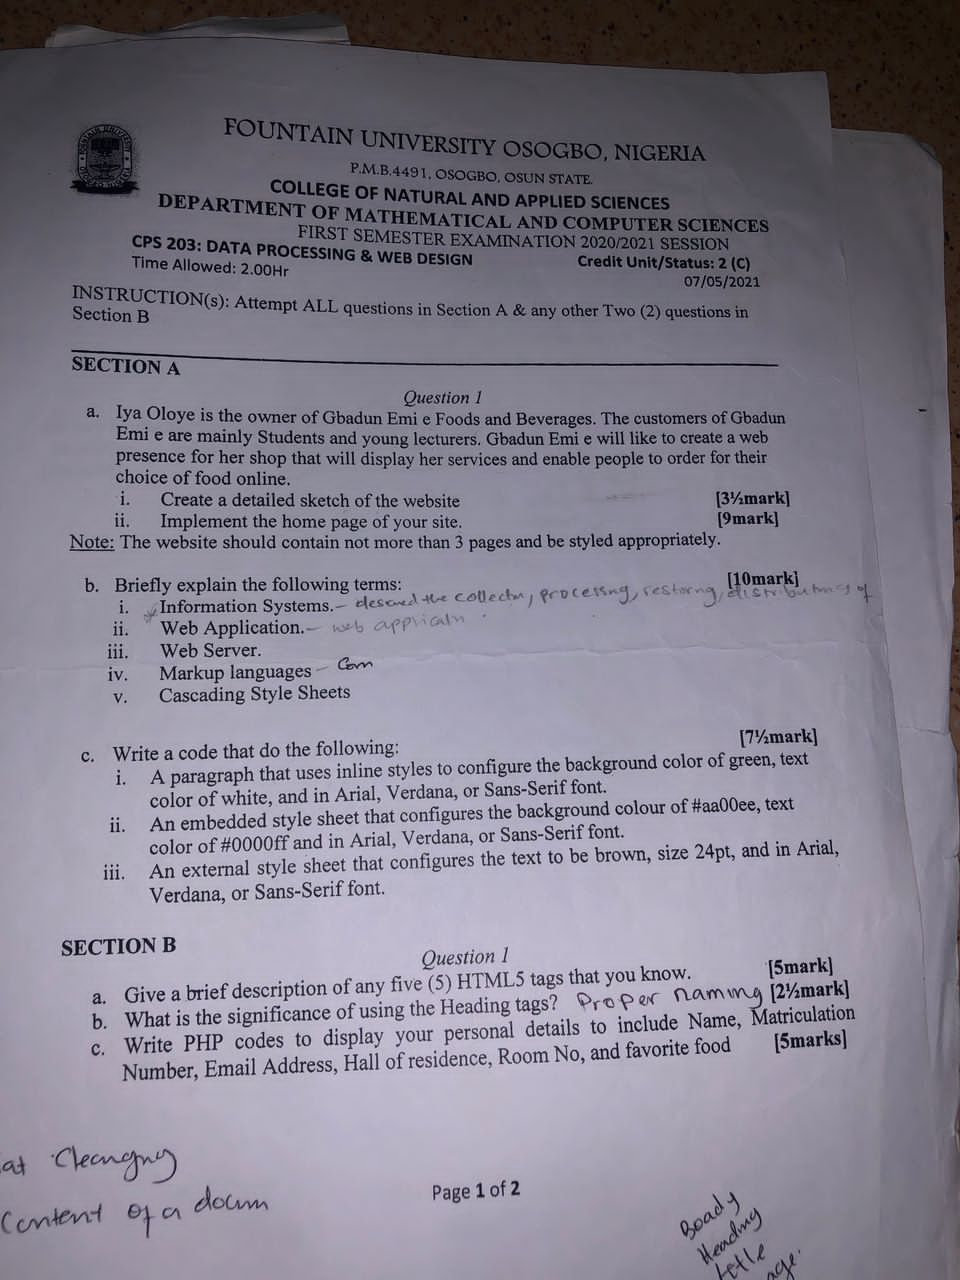 FOUNTAIN UNIVERSITY OSOGBO, NIGERIA
P.M.B.4491, OSOGBO, OSUN STATE.
COLLEGE OF NATURAL AND APPLIED SCIENCES
DEPARTMENT OF MATHEMATICAL AND COMPUTER SCIENCES
FIRST SEMESTER EXAMINATION 2020/2021 SESSION
CPS 203: DATA PROCESSING & WEB DESIGN Credit Unit/Status: 2 (C)
Time Allowed: 2.00Hr 07/05/2021
INSTRUCTION(s): Attempt ALL questions in Section A & any other Two (2) questions in
Section B
SECTION A
Question 1
a. Iya Oloye is the owner of Gbadun Emi e Foods and Beverages. The customers of Gbadun
Emi e are mainly Students and young lecturers. Gbadun Emi e will like to create a web
presence for her shop that will display her services and enable people to order for their
choice of food online.
i. Create a detailed sketch of the website [3½mark]
ii. Implement the home page of your site. [9mark]
Note: The website should contain not more than 3 pages and be styled appropriately.
b. Briefly explain the following terms: [10mark]
i. Information Systems. - the processing, restoring, of
ii. Web Application. - web
iii. Web Server.
iv. Markup languages - Com
v. Cascading Style Sheets
c. Write a code that do the following: [7½mark]
i. A paragraph that uses inline styles to configure the background color of green, text
color of white, and in Arial, Verdana, or Sans-Serif font.
ii. An embedded style sheet that configures the background colour of #aa00ee, text
color of #0000ff and in Arial, Verdana, or Sans-Serif font.
iii. An external style sheet that configures the text to be brown, size 24pt, and in Arial,
Verdana, or Sans-Serif font.
SECTION B
Question 1
a. Give a brief description of any five (5) HTML5 tags that you know. [5mark]
b. What is the significance of using the Heading tags? Proper naming [2½mark]
c. Write PHP codes to display your personal details to include Name, Matriculation
Number, Email Address, Hall of residence, Room No, and favorite food [5marks]
at
Content of a docum
Page 1 of 2
Boady
Heading